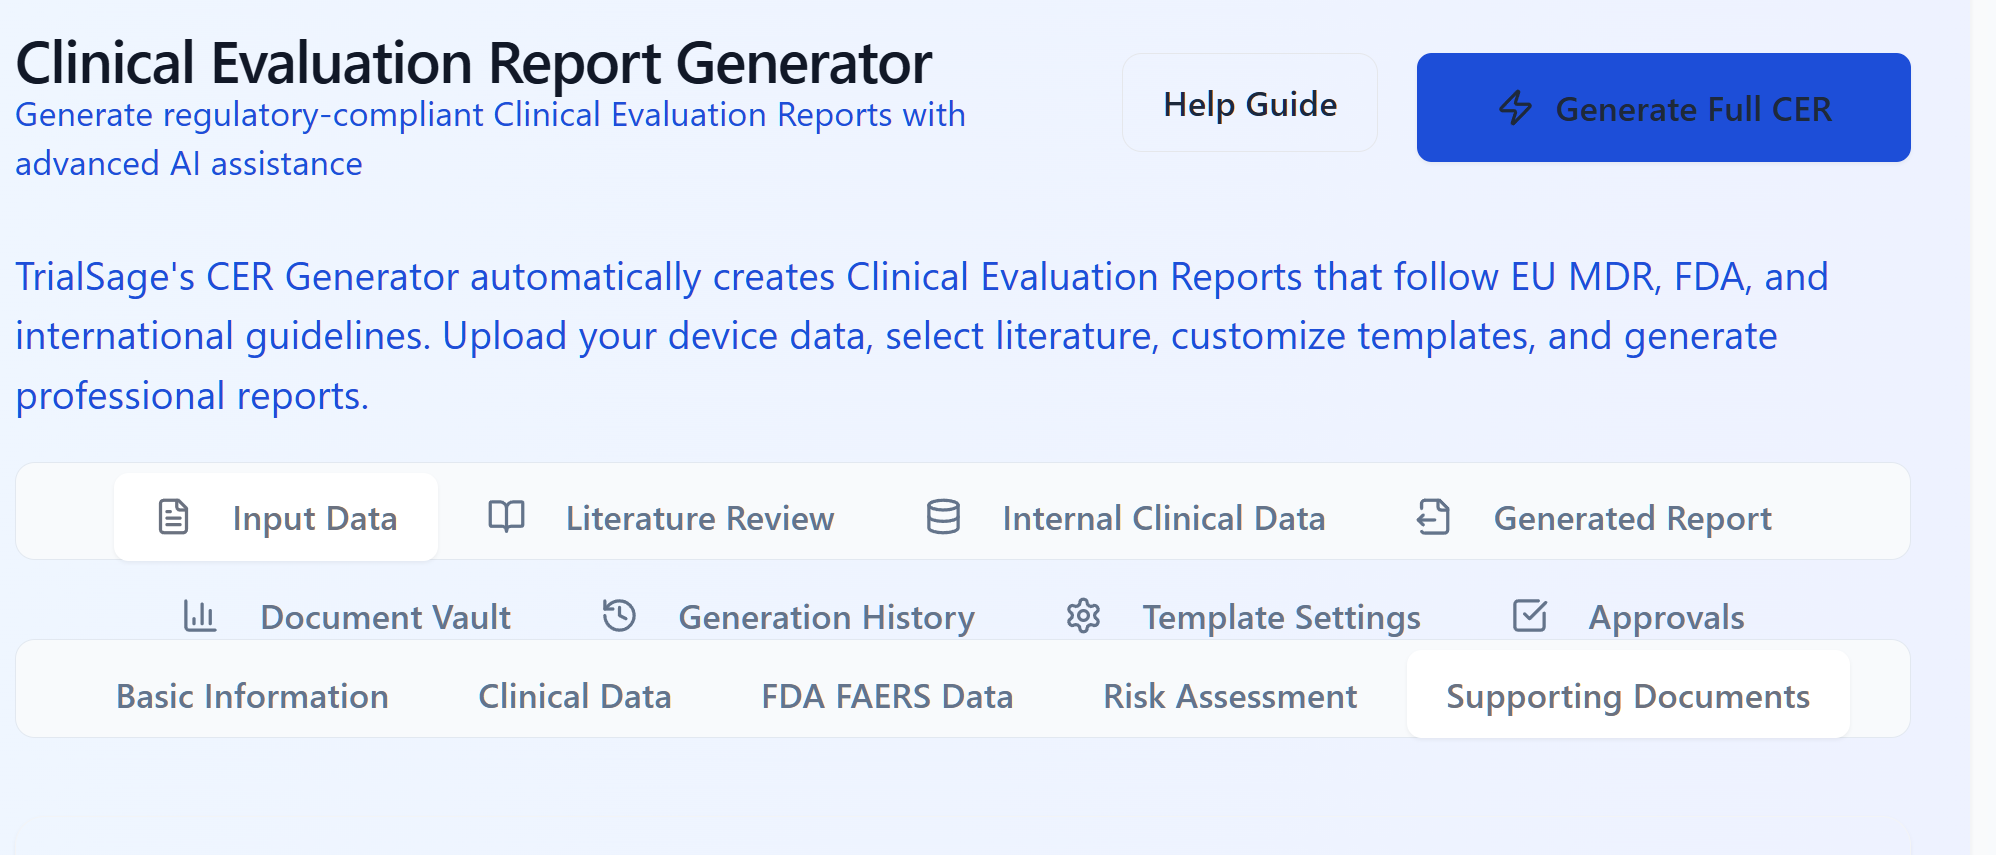 Clinical Evaluation Report Generator
Generate regulatory-compliant Clinical Evaluation Reports with
advanced AI assistance
Help Guide
Generate Full CER
TrialSage's CER Generator automatically creates Clinical Evaluation Reports that follow EU MDR, FDA, and
international guidelines. Upload your device data, select literature, customize templates, and generate
professional reports.
Input Data
Literature Review
Internal Clinical Data
Generated Report
Document Vault
Generation History
Template Settings
Approvals
Basic Information
Clinical Data
FDA FAERS Data
Risk Assessment
Supporting Documents